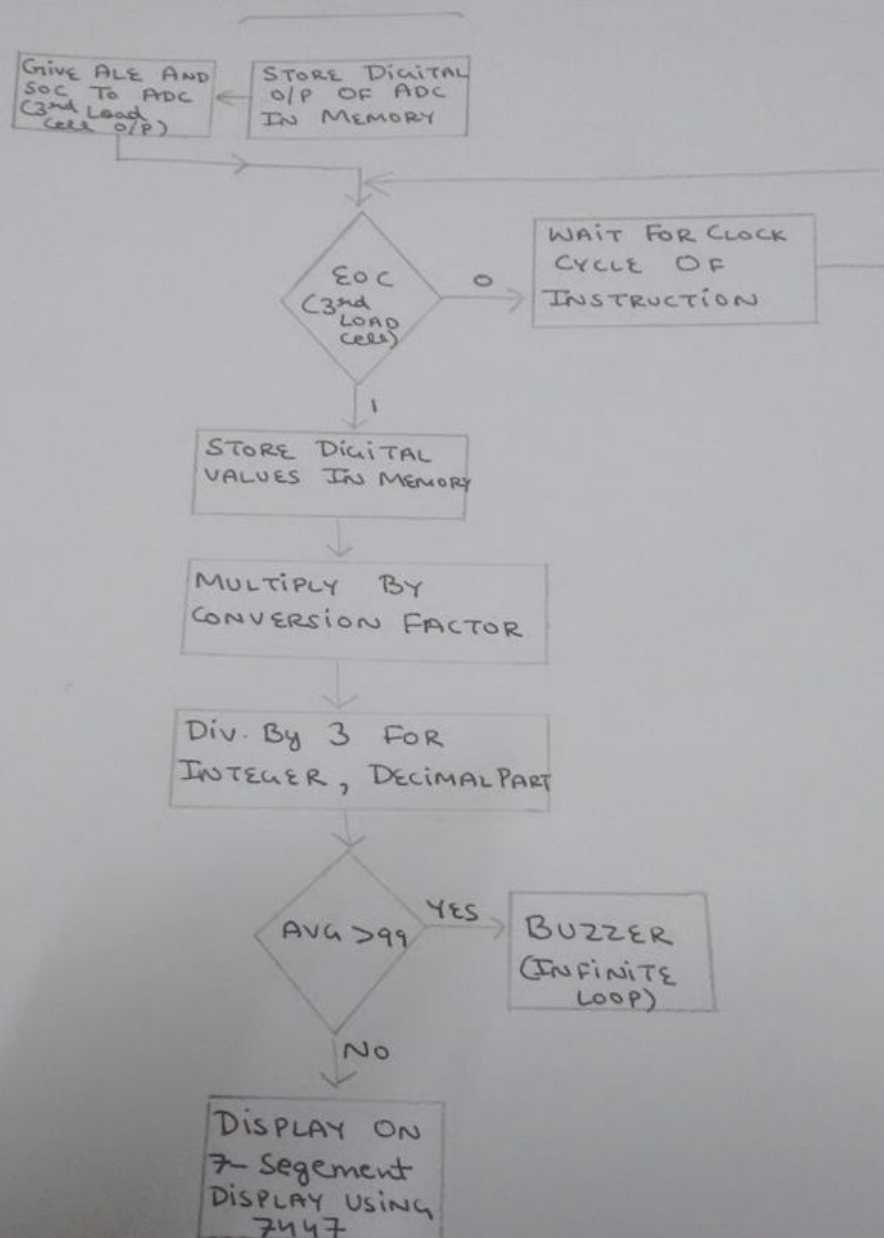 STORE DIGITAL
O/P OF ADC
IN MEMORY
GIVE ALE AND
SOC TO ADC
(3rd Load
Cell O/P)
EOC
(3rd
LOAD
Cell)
0
WAIT FOR CLOCK
CYCLE OF
INSTRUCTION
1
STORE DIGITAL
VALUES IN MEMORY
MULTIPLY BY
CONVERSION FACTOR
Div. By 3 FOR
INTEGER, DECIMAL PART
AVG >99
YES
BUZZER
(INFINITE
LOOP)
NO
DISPLAY ON
7-Segement
DISPLAY USING
7447